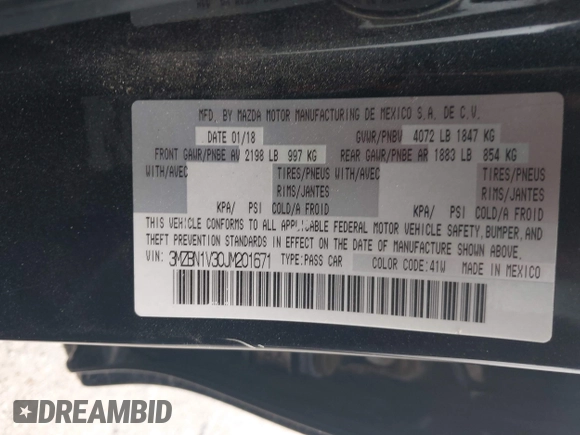 MFD. BY MAZDA MOTOR MANUFACTURING DE MEXICO S.A. DE C.V.
DATE 01/18 GVWR/PNBV 4072 LB 1847 KG
FRONT GAWR/PNBE AV 2198 LB 997 KG REAR GAWR/PNBE AR 1883 LB 854 KG
WITH/AVEC TIRES/PNEUS WITH/AVEC TIRES/PNEUS
RIMS/JANTES RIMS/JANTES
KPA/ PSI COLD/A FROID KPA/ PSI COLD/A FROID
THIS VEHICLE CONFORMS TO ALL APPLICABLE FEDERAL MOTOR VEHICLE SAFETY, BUMPER, AND
THEFT PREVENTION STANDARDS IN EFFECT ON THE DATE OF MANUFACTURE SHOWN ABOVE.
VIN: 3MZBN1V30JM201671 TYPE:PASS CAR COLOR CODE:41W MADE IN MEXICO
DREAMBID